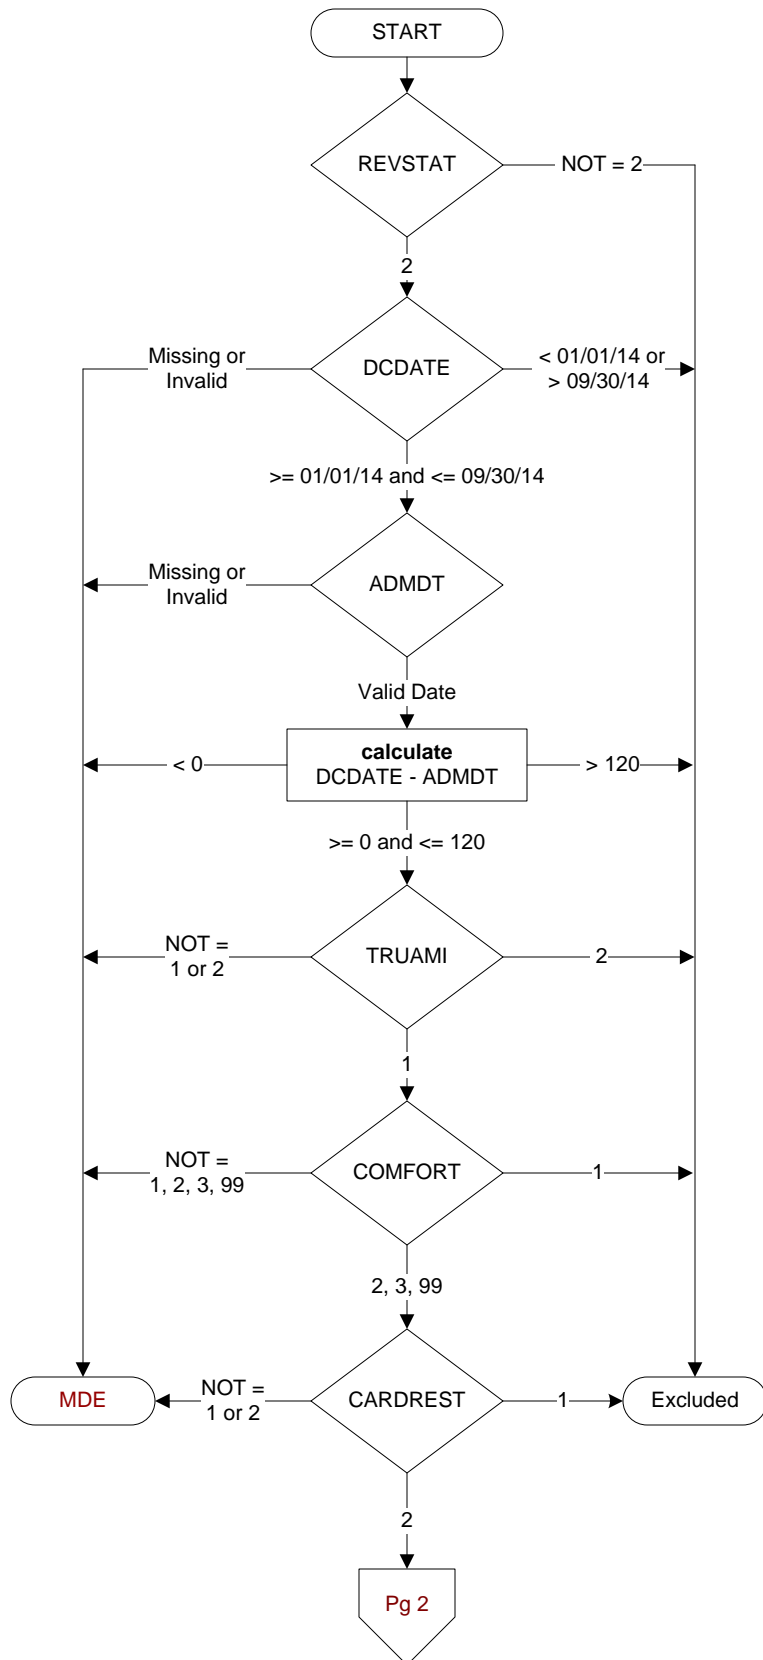 START
REVSTAT
NOT = 2
2
Missing or
Invalid
DCDATE
< 01/01/14 or
> 09/30/14
>= 01/01/14 and <= 09/30/14
Missing or
Invalid
ADMDT
Valid Date
< 0
calculate
DCDATE - ADMDT
> 120
>= 0 and <= 120
NOT =
1 or 2
TRUAMI
2
1
NOT =
1, 2, 3, 99
COMFORT
1
2, 3, 99
MDE
NOT =
1 or 2
CARDREST
1
Excluded
2
Pg 2